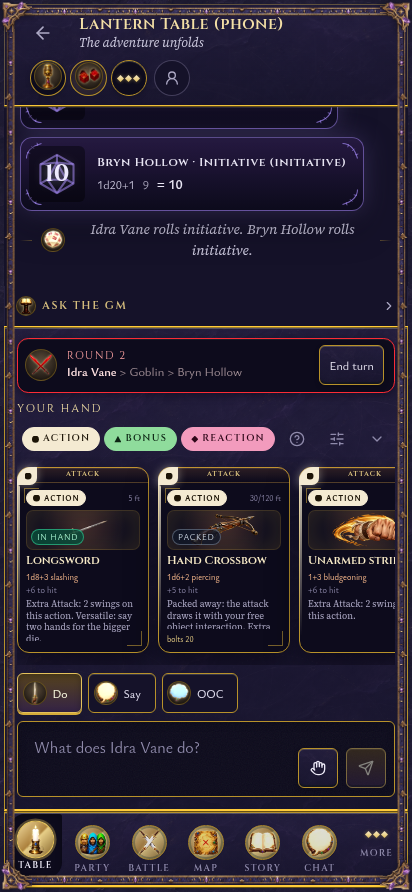 Lantern Table (Phone)
The adventure unfolds
10
Bryn Hollow · Initiative (initiative)
1d20+1 9 = 10
Idra Vane rolls initiative. Bryn Hollow rolls
initiative.
ASK THE GM
ROUND 2
Idra Vane > Goblin > Bryn Hollow
End turn
YOUR HAND
ACTION
BONUS
REACTION
ATTACK
ACTION
5 ft
IN HAND
Longsword
1d8+3 slashing
+6 to hit
Extra Attack: 2 swings on
this action. Versatile: say
two hands for the bigger
die.
ATTACK
ACTION
30/120 ft
PACKED
Hand Crossbow
1d6+2 piercing
+5 to hit
Packed away: the attack
draws it with your free
object interaction. Extra
bolts 20
ATTACK
ACTION
Unarmed Stri
+3 bludgeoning
+6 to hit
Extra Attack: 2 swing
this action.
Do
Say
OOC
What does Idra Vane do?
TABLE
PARTY
BATTLE
MAP
STORY
CHAT
MORE